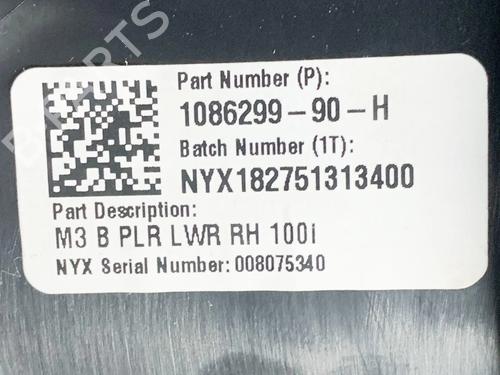 Part Number (P):
1086299-90-H
Batch Number (1T):
NYX182751313400
Part Description:
M3 B PLR LWR RH 100i
NYX Serial Number: 008075340
B-PARTS